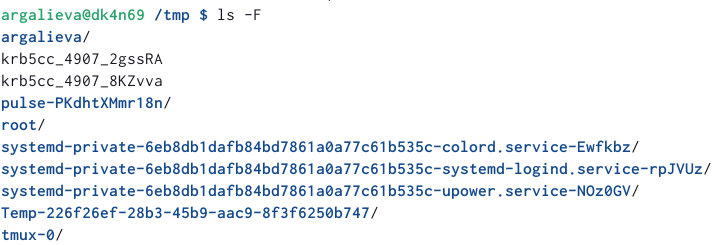 argalieva@dk4n69 /tmp $ ls -F
argalieva/
krb5cc_4907_2gssRA
krb5cc_4907_8KZvva
pulse-PKdhtXMmr18n/
root/
systemd-private-6eb8db1dafb84bd7861a0a77c61b535c-colord.service-Ewfkbz/
systemd-private-6eb8db1dafb84bd7861a0a77c61b535c-systemd-logind.service-rpJVUz/
systemd-private-6eb8db1dafb84bd7861a0a77c61b535c-upower.service-NOz0GV/
Temp-226f26ef-28b3-45b9-aac9-8f3f6250b747/
tmux-0/